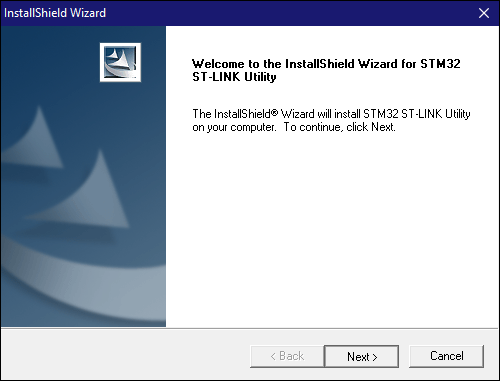 InstallShield Wizard
Welcome to the InstallShield Wizard for STM32
ST-LINK Utility
The InstallShield® Wizard will install STM32 ST-LINK Utility
on your computer.  To continue, click Next.
< Back
Next >
Cancel